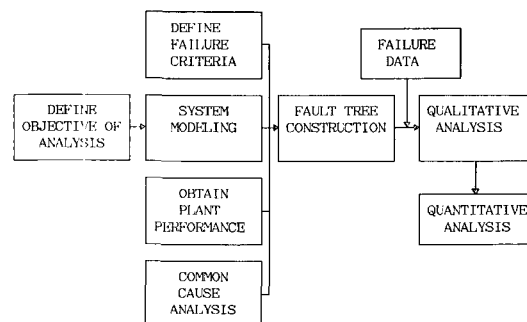 DEFINE
FAILURE
CRITERIA
FAILURE
DATA
DEFINE
OBJECTIVE OF
ANALYSIS
SYSTEM
MODELING
FAULT TREE
CONSTRUCTION
QUALITATIVE
ANALYSIS
OBTAIN
PLANT
PERFORMANCE
QUANTITATIVE
ANALYSIS
COMMON
CAUSE
ANALYSIS